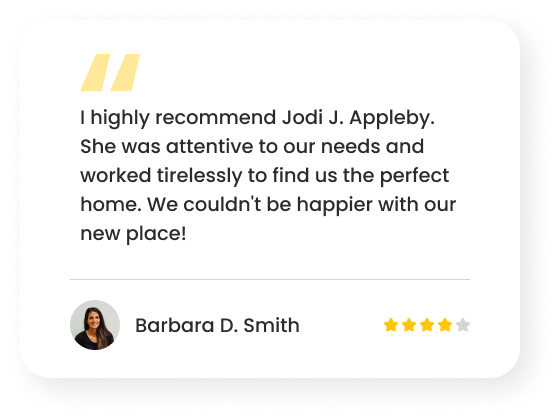 I highly recommend Jodi J. Appleby.
She was attentive to our needs and
worked tirelessly to find us the perfect
home. We couldn't be happier with our
new place!
Barbara D. Smith